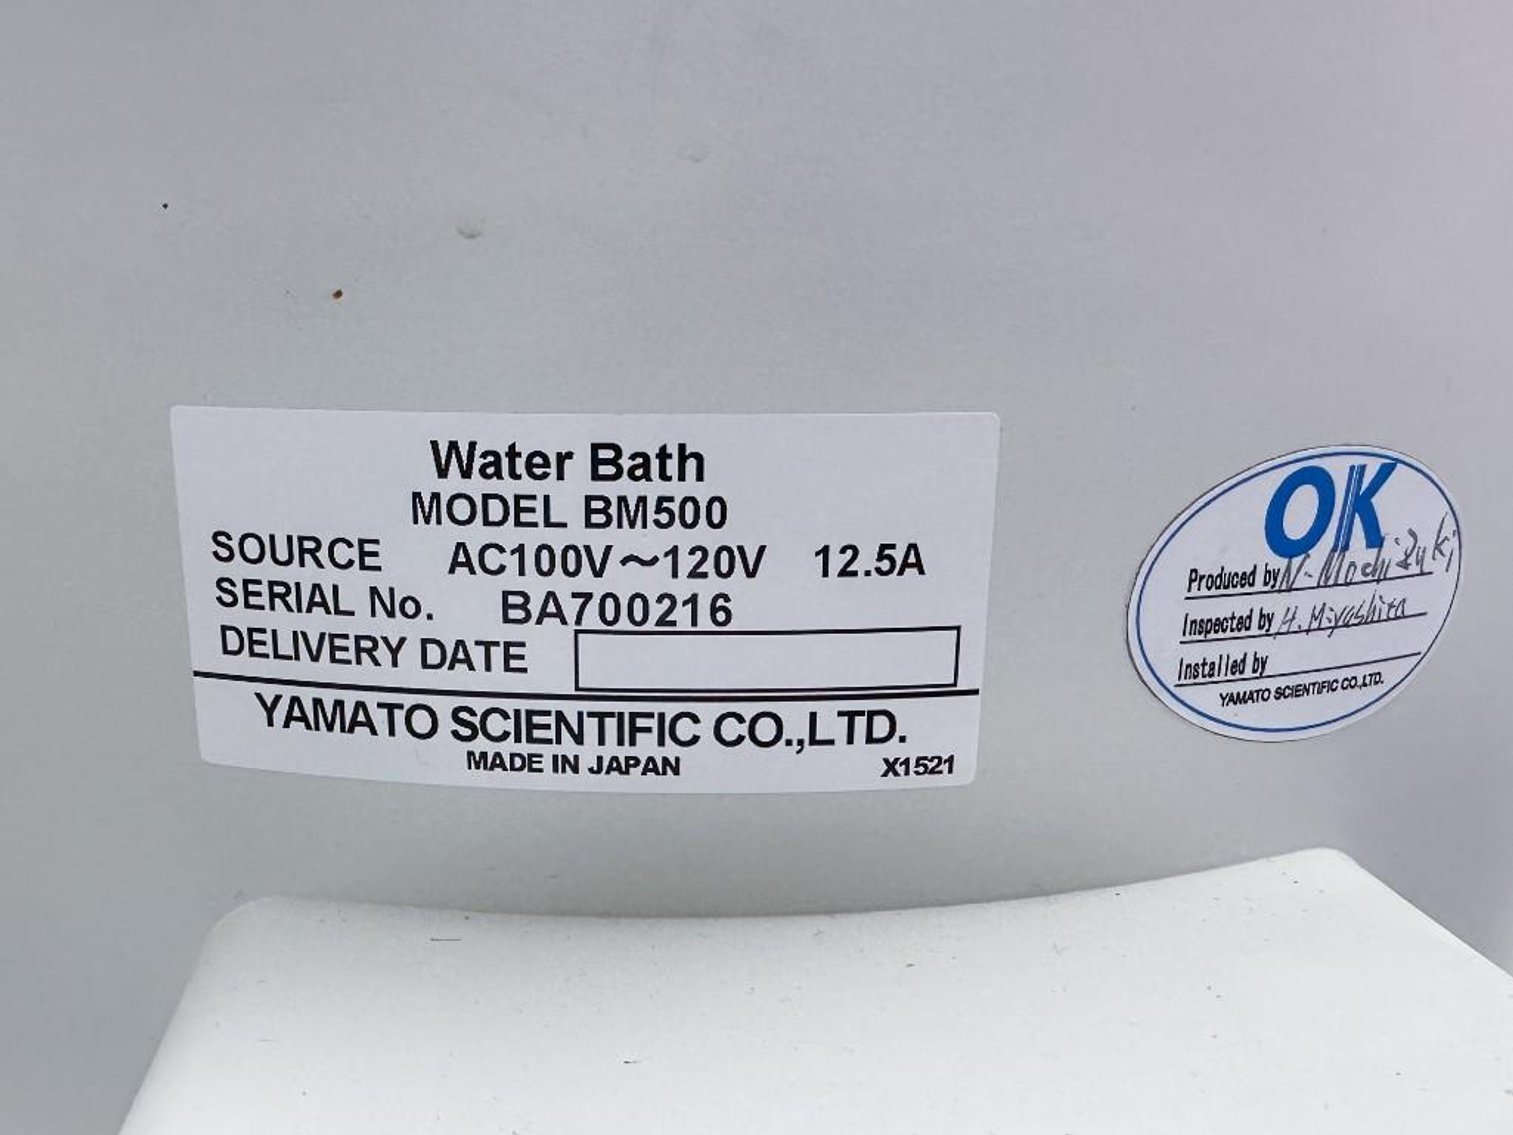 Water Bath
MODEL BM500
SOURCE AC100V～120V 12.5A
SERIAL No. BA700216
DELIVERY DATE
YAMATO SCIENTIFIC CO.,LTD.
MADE IN JAPAN X1521
OK
Produced by N-Mochizuki
Inspected by H. Miyashita
Installed by
YAMATO SCIENTIFIC CO.,LTD.